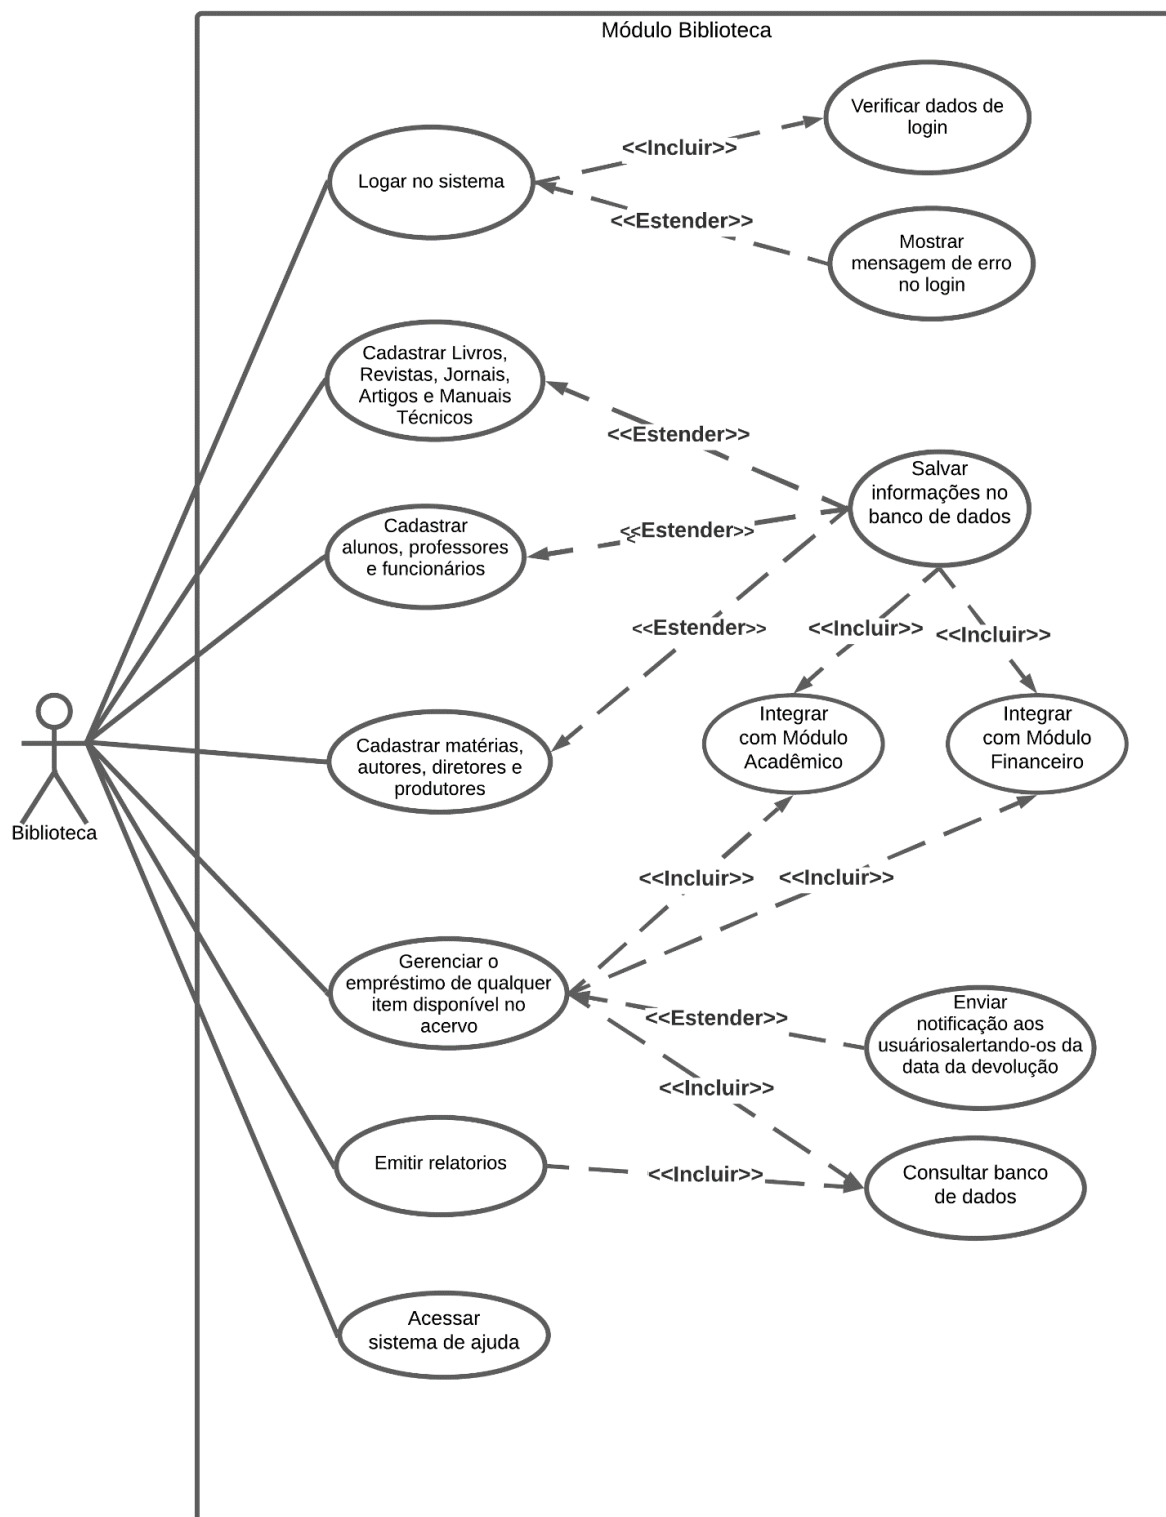 Módulo Biblioteca
Verificar dados de
login
<<Incluir>>
Logar no sistema
<<Estender>>
Mostrar
mensagem de erro
no login
Cadastrar Livros,
Revistas, Jornais,
Artigos e Manuais
Técnicos
<<Estender>>
Salvar
informações no
banco de dados
Cadastrar
alunos, professores
e funcionários
<<Estender>>
<<Estender>>
<<Incluir>>
<<Incluir>>
Integrar
com Módulo
Acadêmico
Integrar
com Módulo
Financeiro
Cadastrar matérias,
autores, diretores e
produtores
Biblioteca
<<Incluir>>
<<Incluir>>
Gerenciar o
empréstimo de qualquer
item disponível no
acervo
<<Estender>>
Enviar
notificação aos
usuáriosalertando-os da
data da devolução
<<Incluir>>
Emitir relatorios
<<Incluir>>
Consultar banco
de dados
Acessar
sistema de ajuda